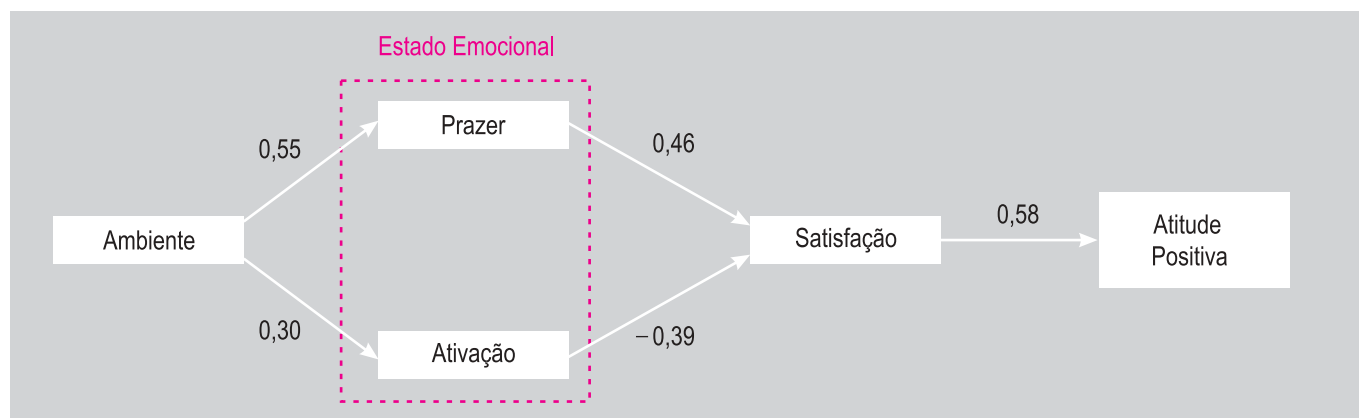 Estado Emocional
Prazer
0,55
0,46
Ambiente
Satisfação
0,58
Atitude
Positiva
0,30
Ativação
– 0,39